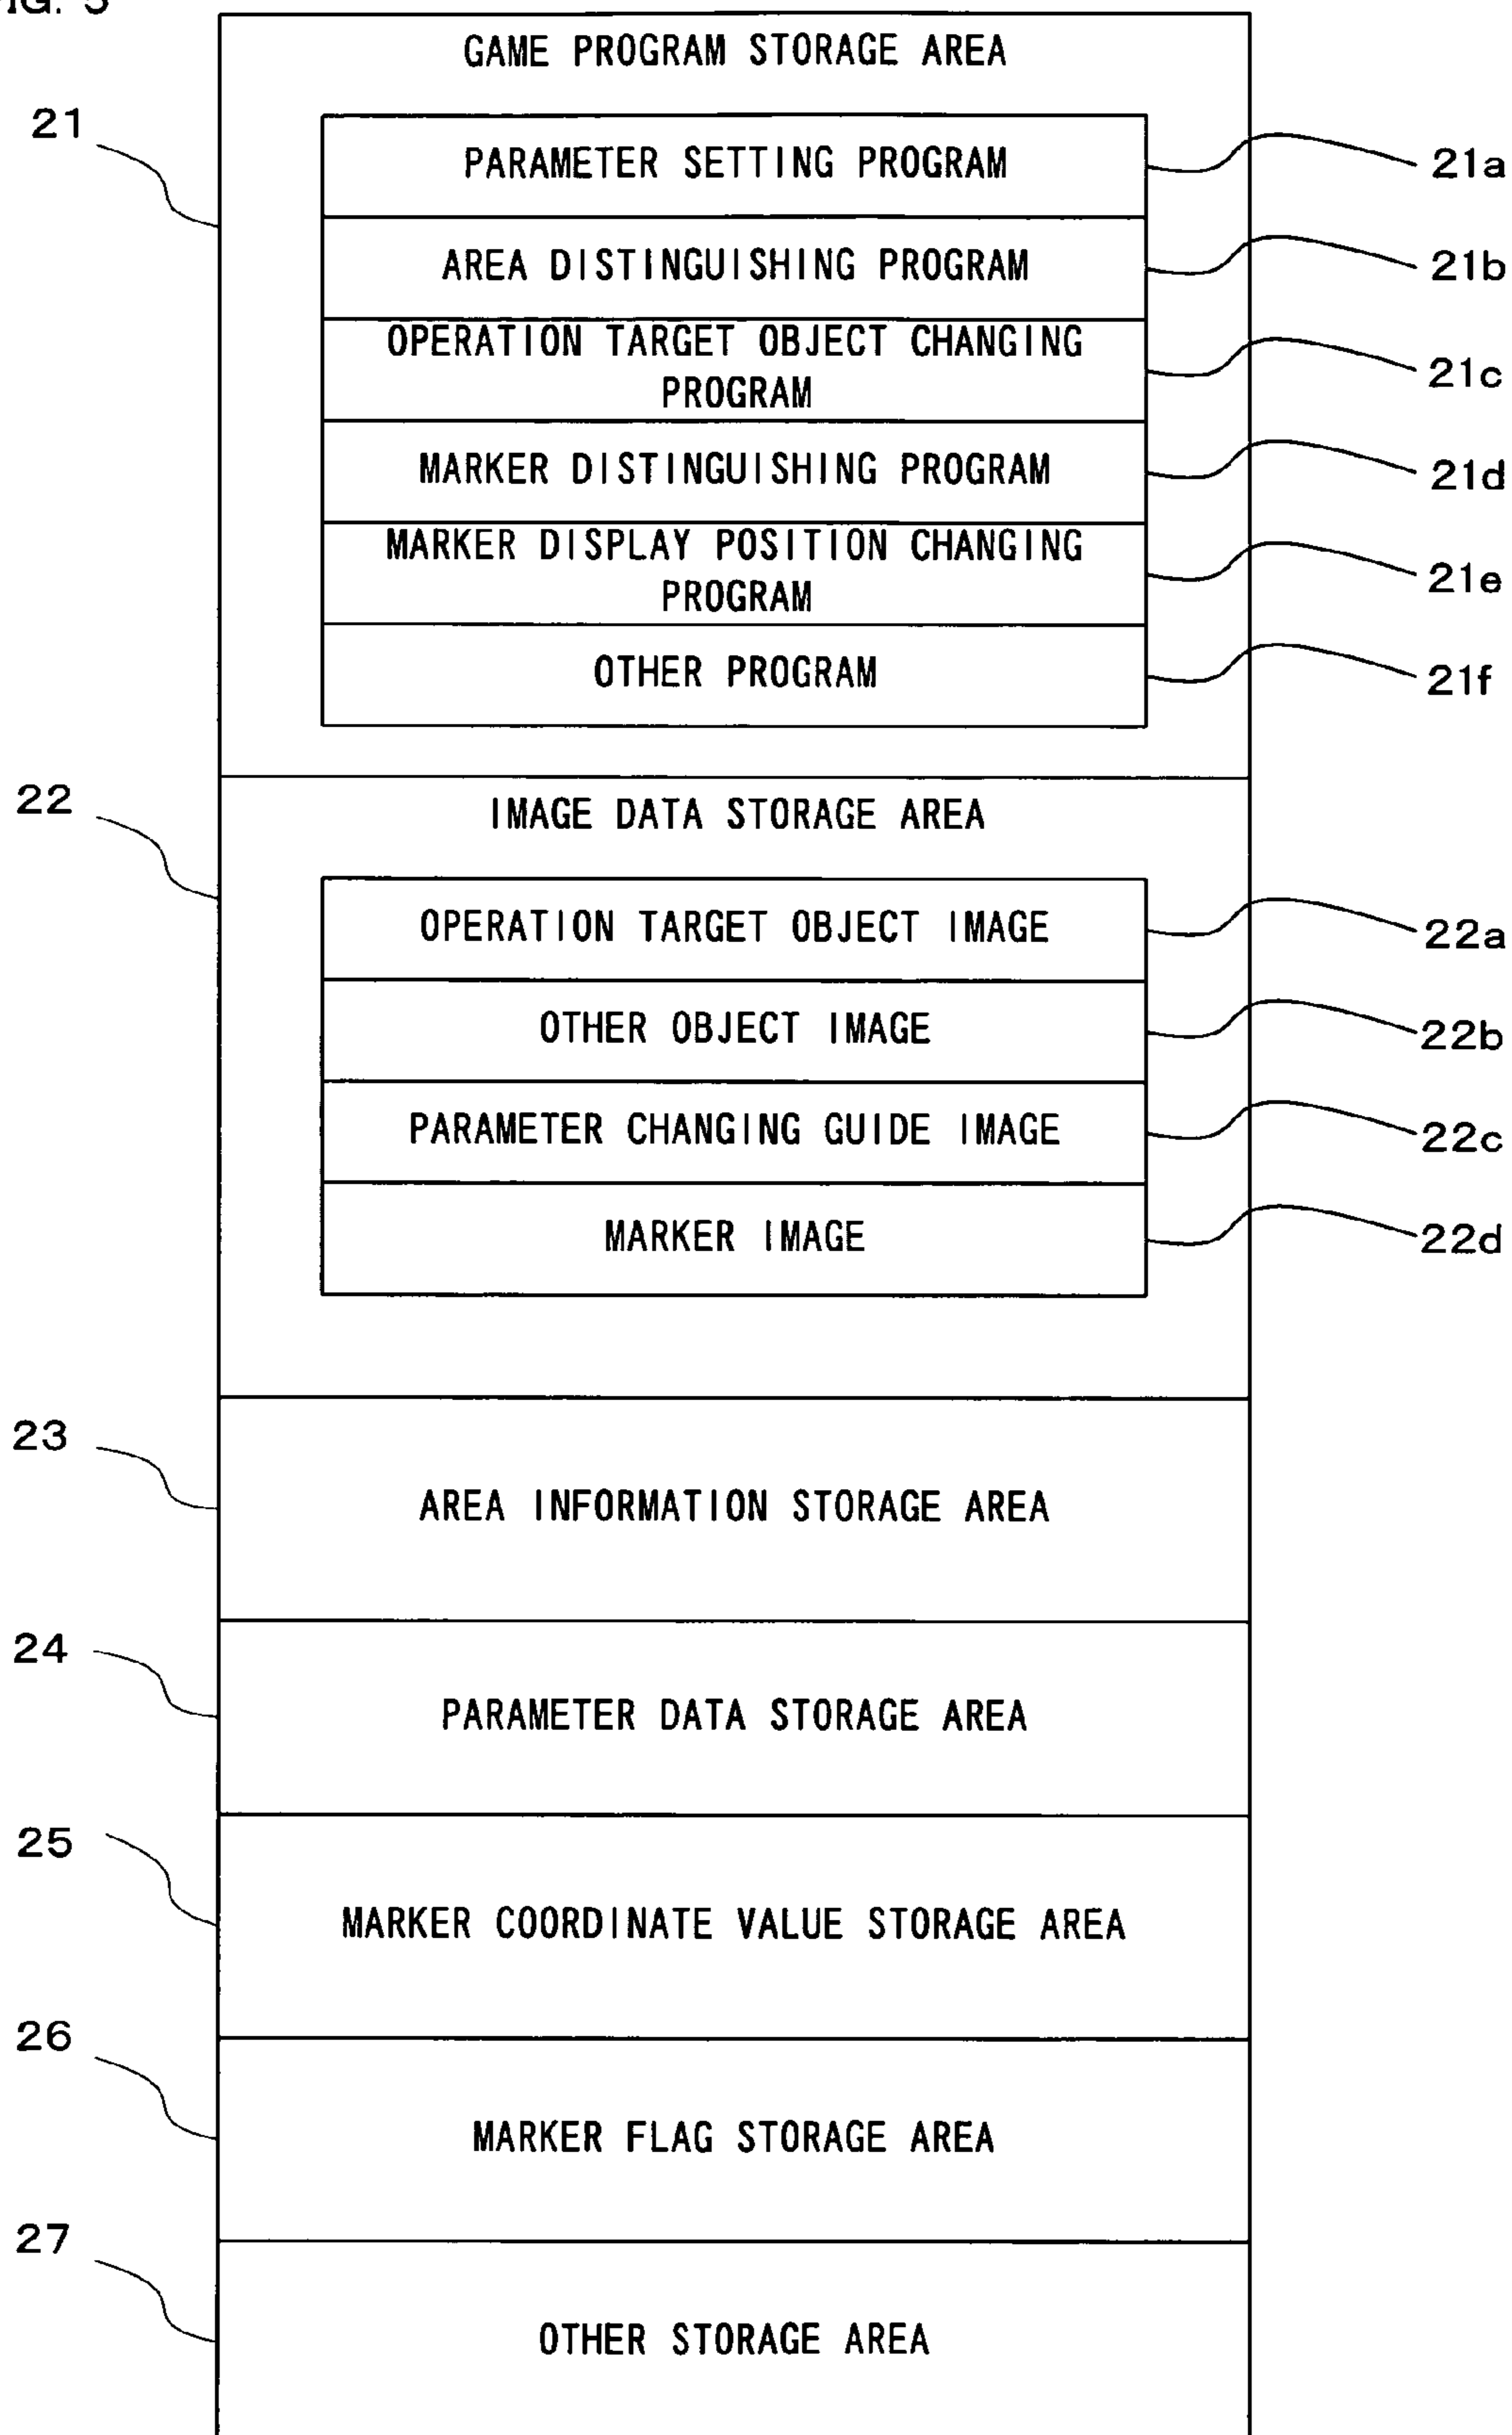 FIG. 3
GAME PROGRAM STORAGE AREA
21
PARAMETER SETTING PROGRAM
21a
AREA DISTINGUISHING PROGRAM
21b
OPERATION TARGET OBJECT CHANGING
PROGRAM
21c
MARKER DISTINGUISHING PROGRAM
21d
MARKER DISPLAY POSITION CHANGING
PROGRAM
21e
OTHER PROGRAM
21f
22
IMAGE DATA STORAGE AREA
OPERATION TARGET OBJECT IMAGE
22a
OTHER OBJECT IMAGE
22b
PARAMETER CHANGING GUIDE IMAGE
22c
MARKER IMAGE
22d
23
AREA INFORMATION STORAGE AREA
24
PARAMETER DATA STORAGE AREA
25
MARKER COORDINATE VALUE STORAGE AREA
26
MARKER FLAG STORAGE AREA
27
OTHER STORAGE AREA